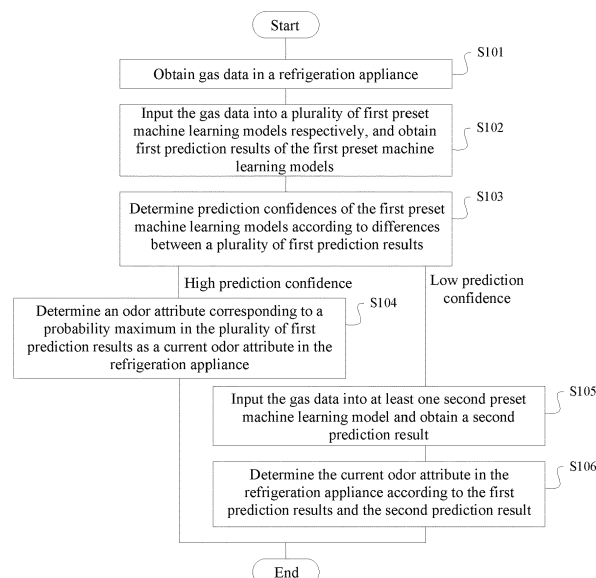 Start
S101
Obtain gas data in a refrigeration appliance
Input the gas data into a plurality of first preset
machine learning models respectively, and obtain
first prediction results of the first preset machine
learning models
S102
Determine prediction confidences of the first preset
machine learning models according to differences
between a plurality of first prediction results
S103
High prediction confidence
Low prediction
confidence
Determine an odor attribute corresponding to a
probability maximum in the plurality of first
prediction results as a current odor attribute in the
refrigeration appliance
S104
Input the gas data into at least one second preset
machine learning model and obtain a second
prediction result
S105
Determine the current odor attribute in the
refrigeration appliance according to the first
prediction results and the second prediction result
S106
End